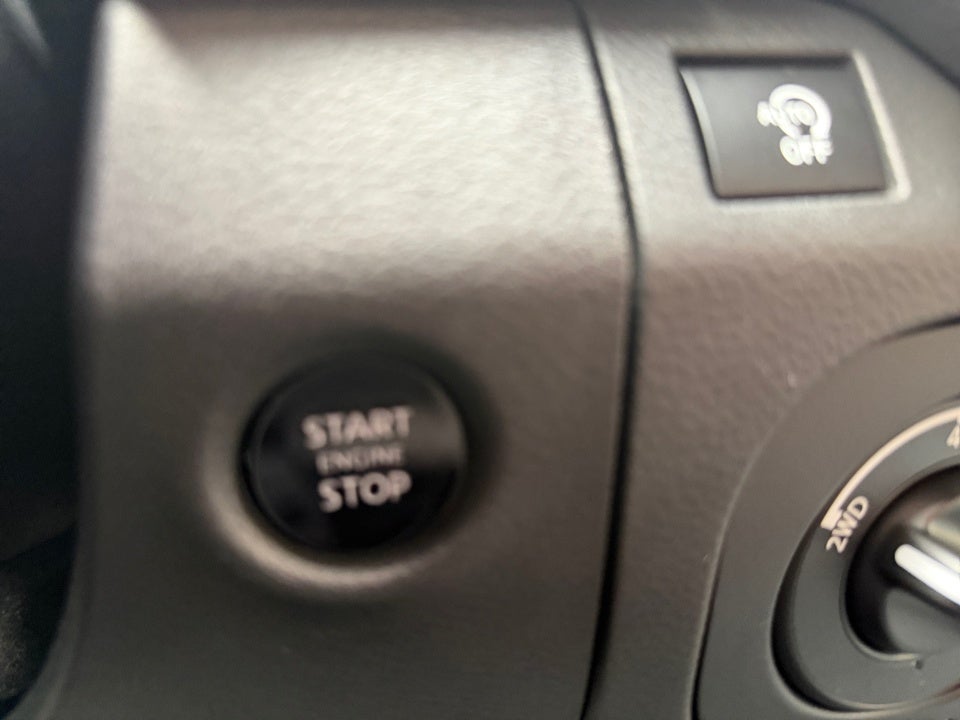 START
ENGINE
STOP
OFF
2WD